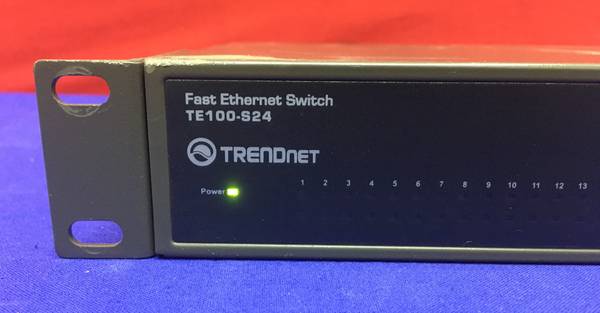 Fast Ethernet Switch
TE100-S24
TRENDnet
Power
1 2 3 4 5 6 7 8 9 10 11 12 13